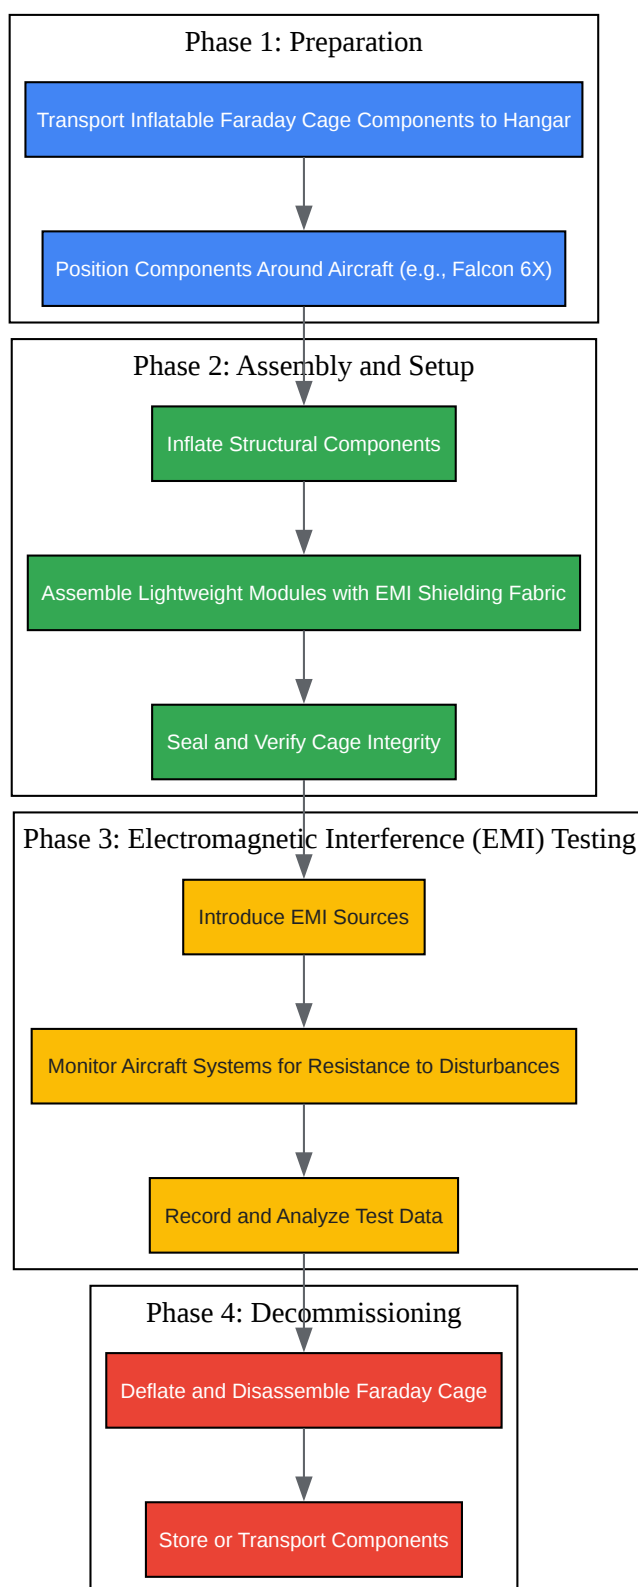 Phase 1: Preparation
Transport Inflatable Faraday Cage Components to Hangar
Position Components Around Aircraft (e.g., Falcon 6X)
Phase 2: Assembly and Setup
Inflate Structural Components
Assemble Lightweight Modules with EMI Shielding Fabric
Seal and Verify Cage Integrity
Phase 3: Electromagnetic Interference (EMI) Testing
Introduce EMI Sources
Monitor Aircraft Systems for Resistance to Disturbances
Record and Analyze Test Data
Phase 4: Decommissioning
Deflate and Disassemble Faraday Cage
Store or Transport Components